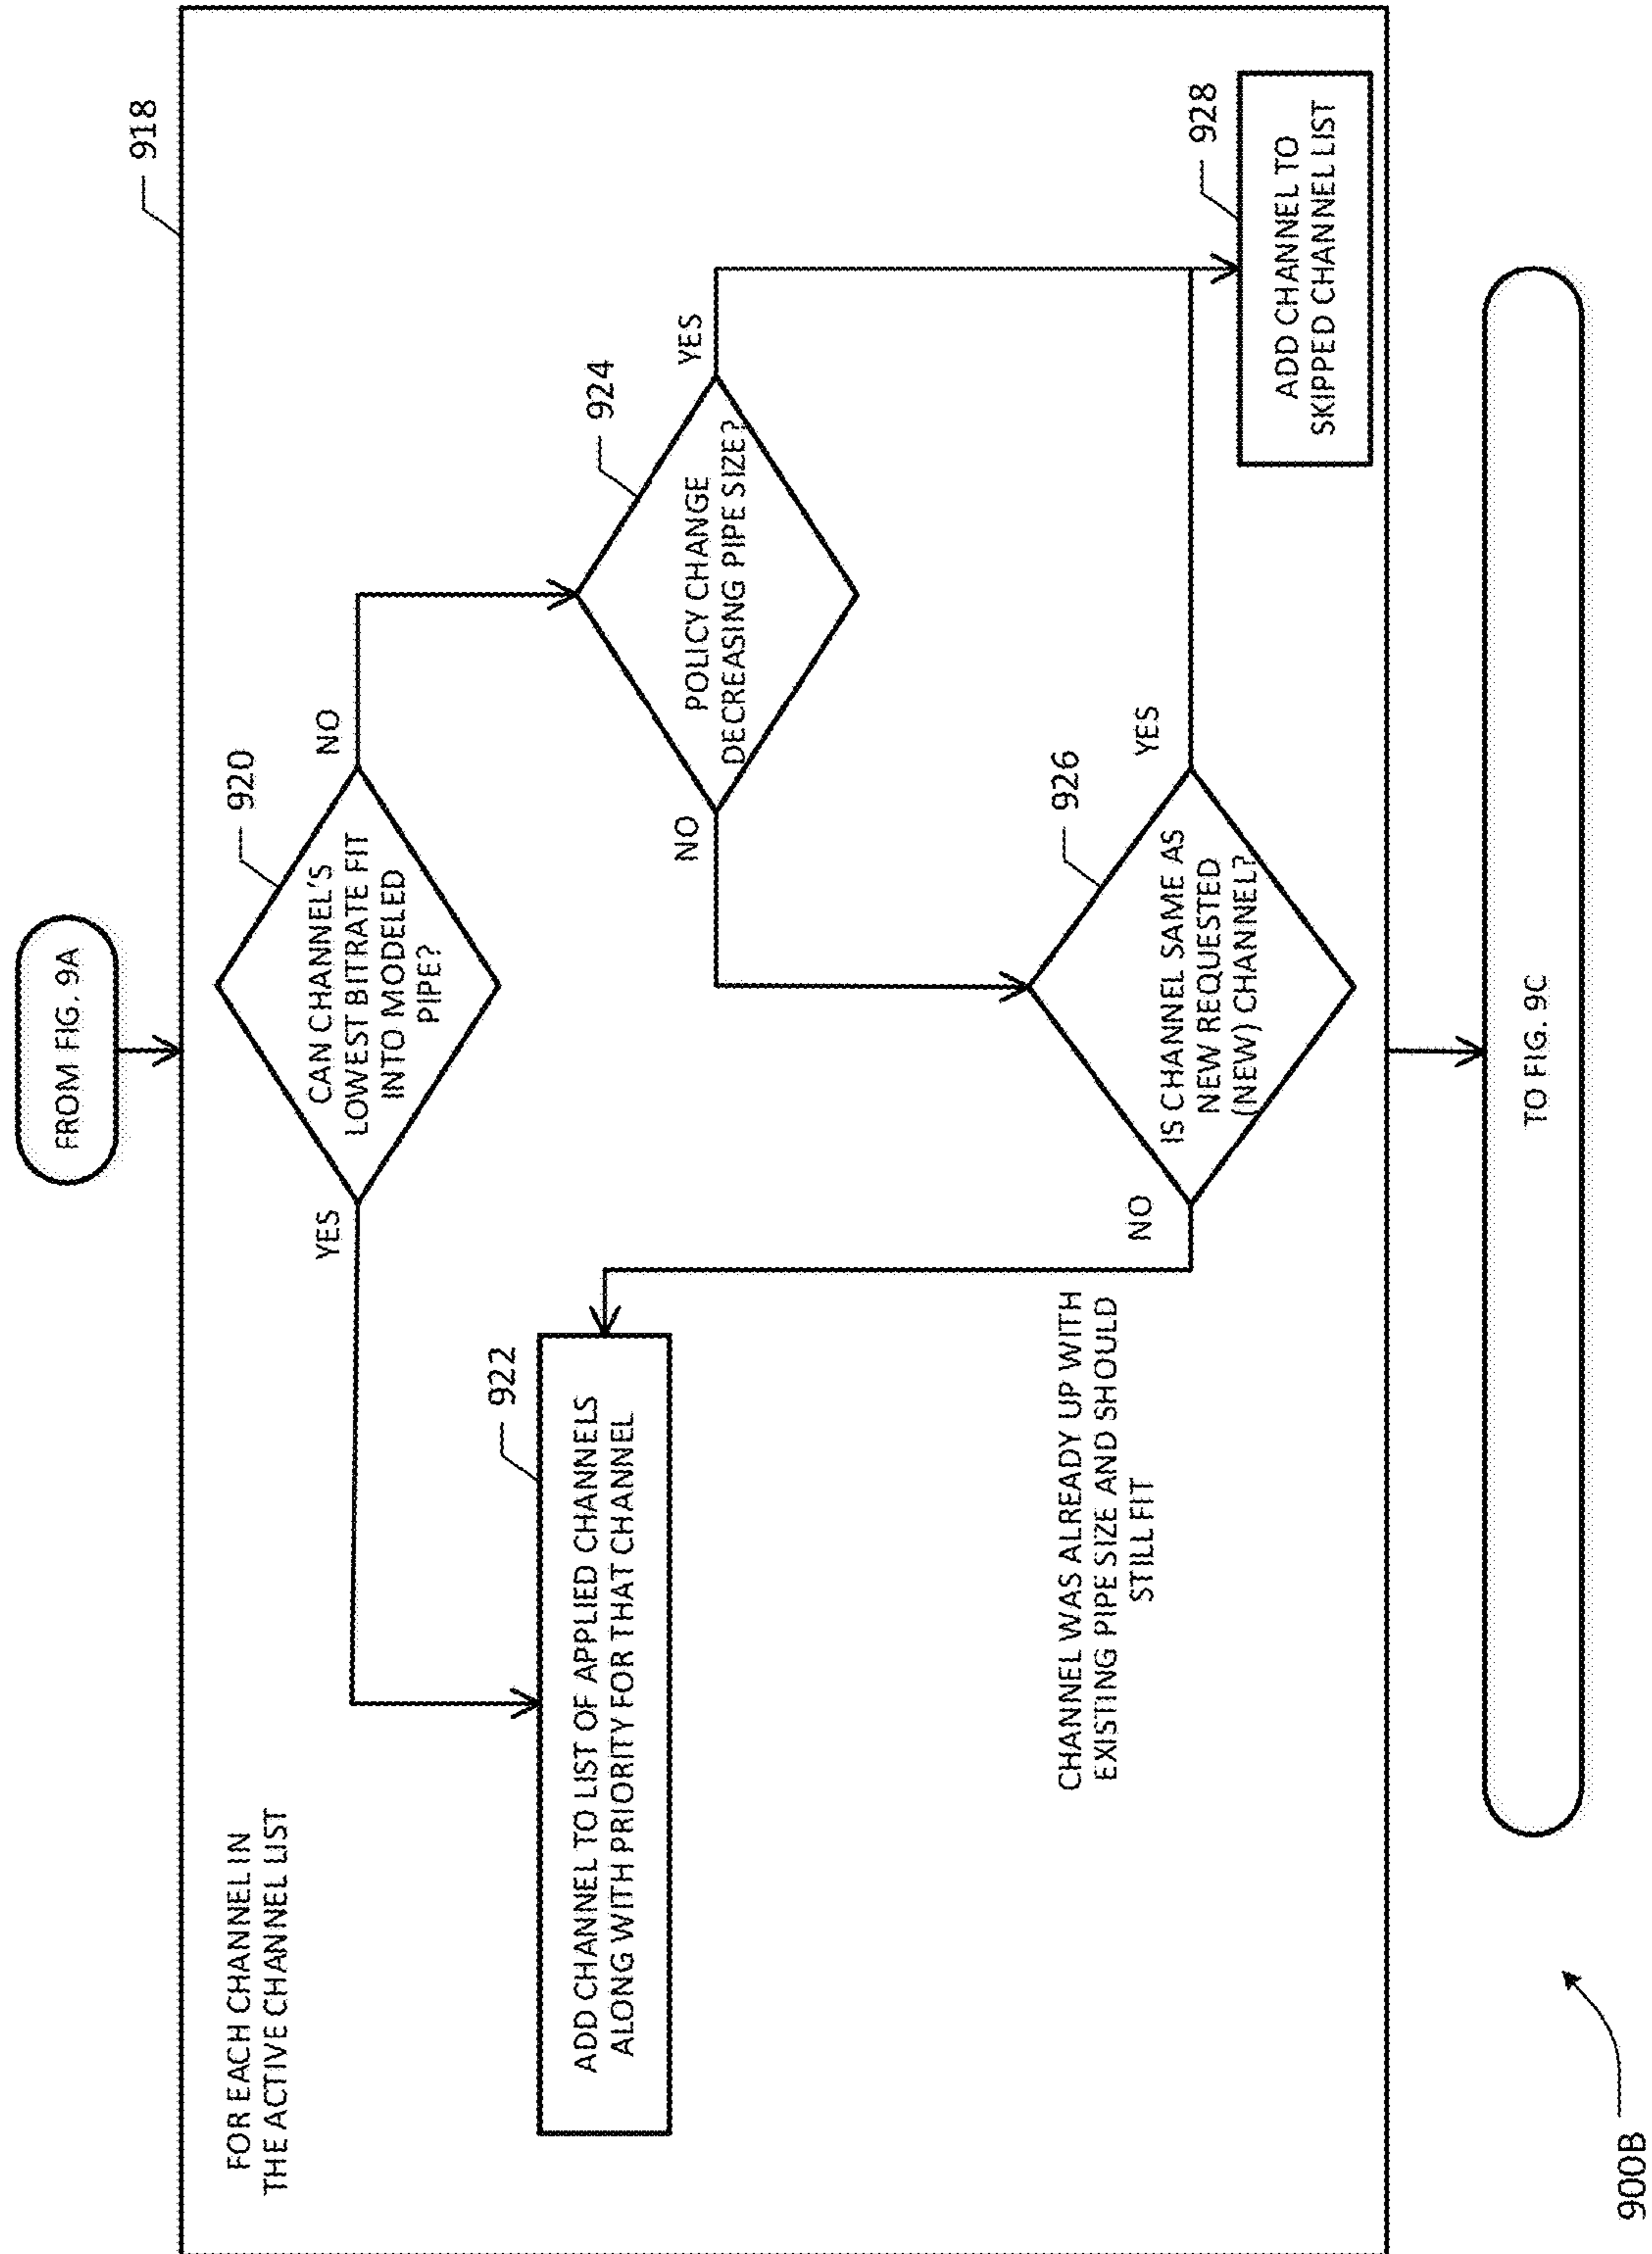 FROM FIG. 9A
918
FOR EACH CHANNEL IN
THE ACTIVE CHANNEL LIST
920
CAN CHANNEL'S
LOWEST BITRATE FIT
INTO MODELED
PIPE?
YES
NO
922
ADD CHANNEL TO LIST OF APPLIED CHANNELS
ALONG WITH PRIORITY FOR THAT CHANNEL
924
POLICY CHANGE
DECREASING PIPE SIZE?
NO
YES
926
IS CHANNEL SAME AS
NEW REQUESTED
(NEW) CHANNEL?
NO
YES
CHANNEL WAS ALREADY UP WITH
EXISTING PIPE SIZE AND SHOULD
STILL FIT
928
ADD CHANNEL TO
SKIPPED CHANNEL LIST
TO FIG. 9C
900B